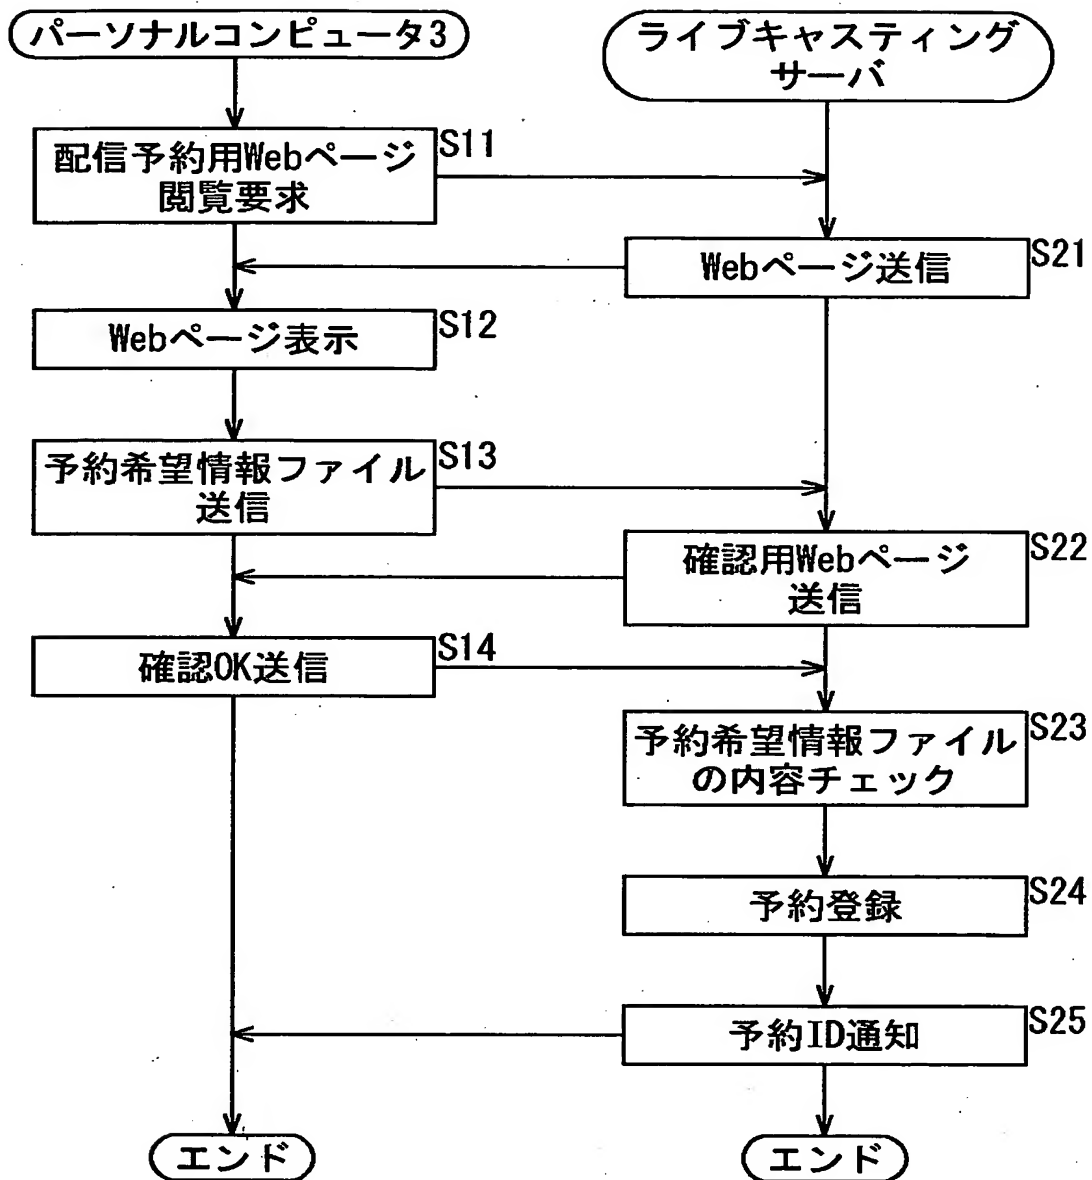 パーソナルコンピュータ3
ライブキャスティング
サーバ
配信予約用Webページ
閲覧要求
S11
Webページ送信
S21
Webページ表示
S12
予約希望情報ファイル
送信
S13
確認用Webページ
送信
S22
確認OK送信
S14
予約希望情報ファイル
の内容チェック
S23
予約登録
S24
予約ID通知
S25
エンド
エンド